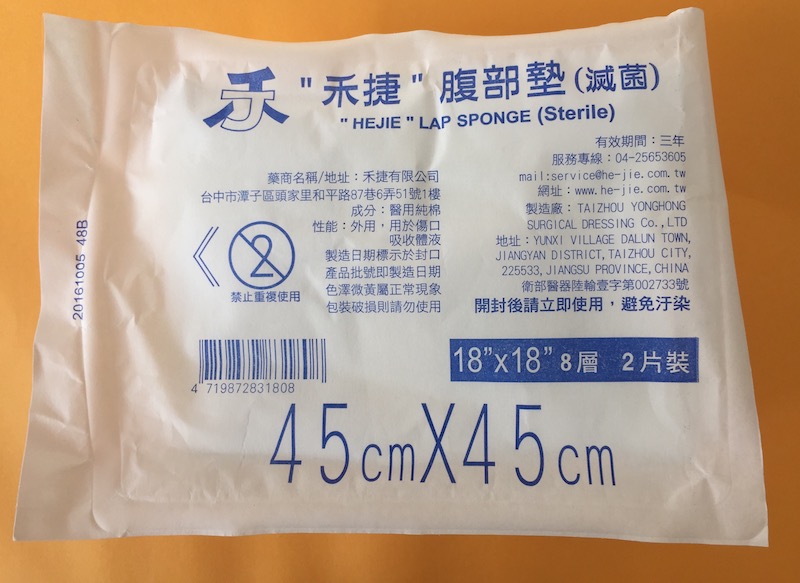 "禾捷"腹部墊(滅菌)
"HEJIE" LAP SPONGE (Sterile)
有效期間：三年
服務專線：04-25653605
mail:service@he-jie.com.tw
網址：www.he-jie.com.tw
製造廠：TAIZHOU YONGHONG
SURGICAL DRESSING Co.,LTD
地址：YUNXI VILLAGE DALUN TOWN,
JIANGYAN DISTRICT,TAIZHOU CITY,
225533,JIANGSU PROVINCE,CHINA
衛部醫器陸輸壹字第002733號
開封後請立即使用，避免汙染
藥商名稱/地址：禾捷有限公司
台中市潭子區頭家里和平路87巷6弄51號1樓
成分：醫用純棉
性能：外用，用於傷口
吸收體液
製造日期標示於封口
產品批號即製造日期
色澤微黃屬正常現象
包裝破損則請勿使用
2
禁止重複使用
20161005 48B
4 719872831808
18"x18" 8層 2片裝
45cmX45cm